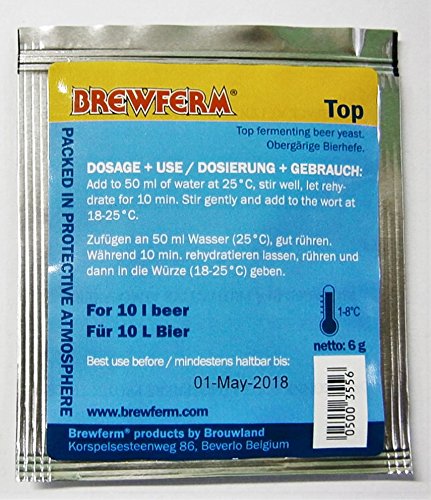 BREWFERM®
Top
Top fermenting beer yeast.
Obergärige Bierhefe.
PACKED IN PROTECTIVE ATMOSPHERE
DOSAGE + USE / DOSIERUNG + GEBRAUCH:
Add to 50 ml of water at 25°C, stir well, let rehy-
drate for 10 min. Stir gently and add to the wort at
18-25°C.
Zufügen an 50 ml Wasser (25°C), gut rühren.
Während 10 min. rehydratieren lassen, rühren und
dann in die Würze (18-25°C) geben.
For 10 l beer
Für 10 L Bier
1-8°C
netto: 6 g
Best use before / mindestens haltbar bis:
01-May-2018
0500 3556
www.brewferm.com
Brewferm® products by Brouwland
Korspelsesteenweg 86, Beverlo Belgium